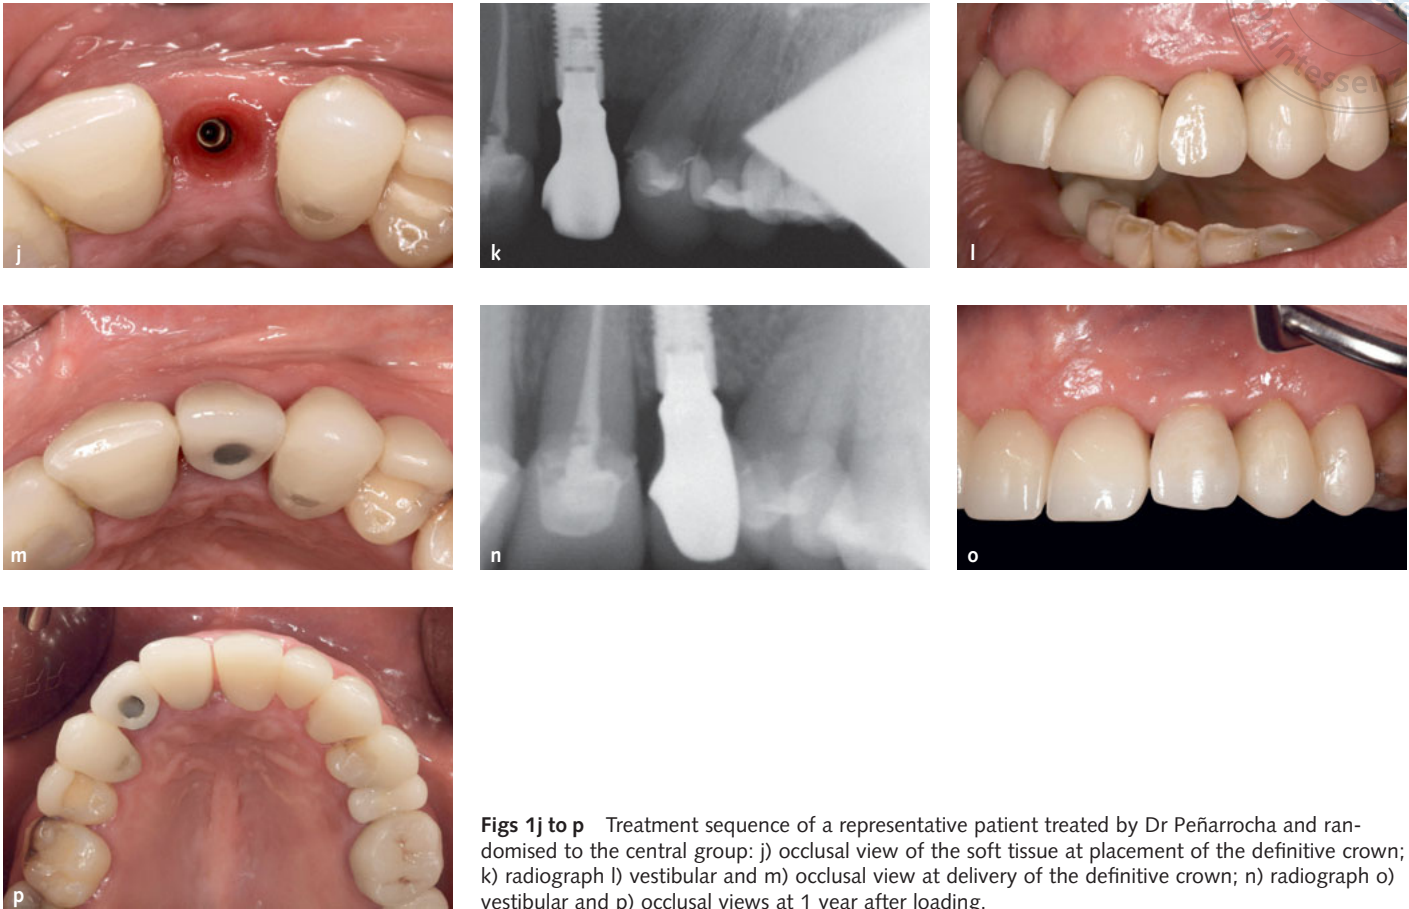 j
k
l
m
n
o
p
Figs 1j to p Treatment sequence of a representative patient treated by Dr Peñarrocha and ran-
domised to the central group: j) occlusal view of the soft tissue at placement of the definitive crown;
k) radiograph l) vestibular and m) occlusal view at delivery of the definitive crown; n) radiograph o)
vestibular and p) occlusal views at 1 year after loading.